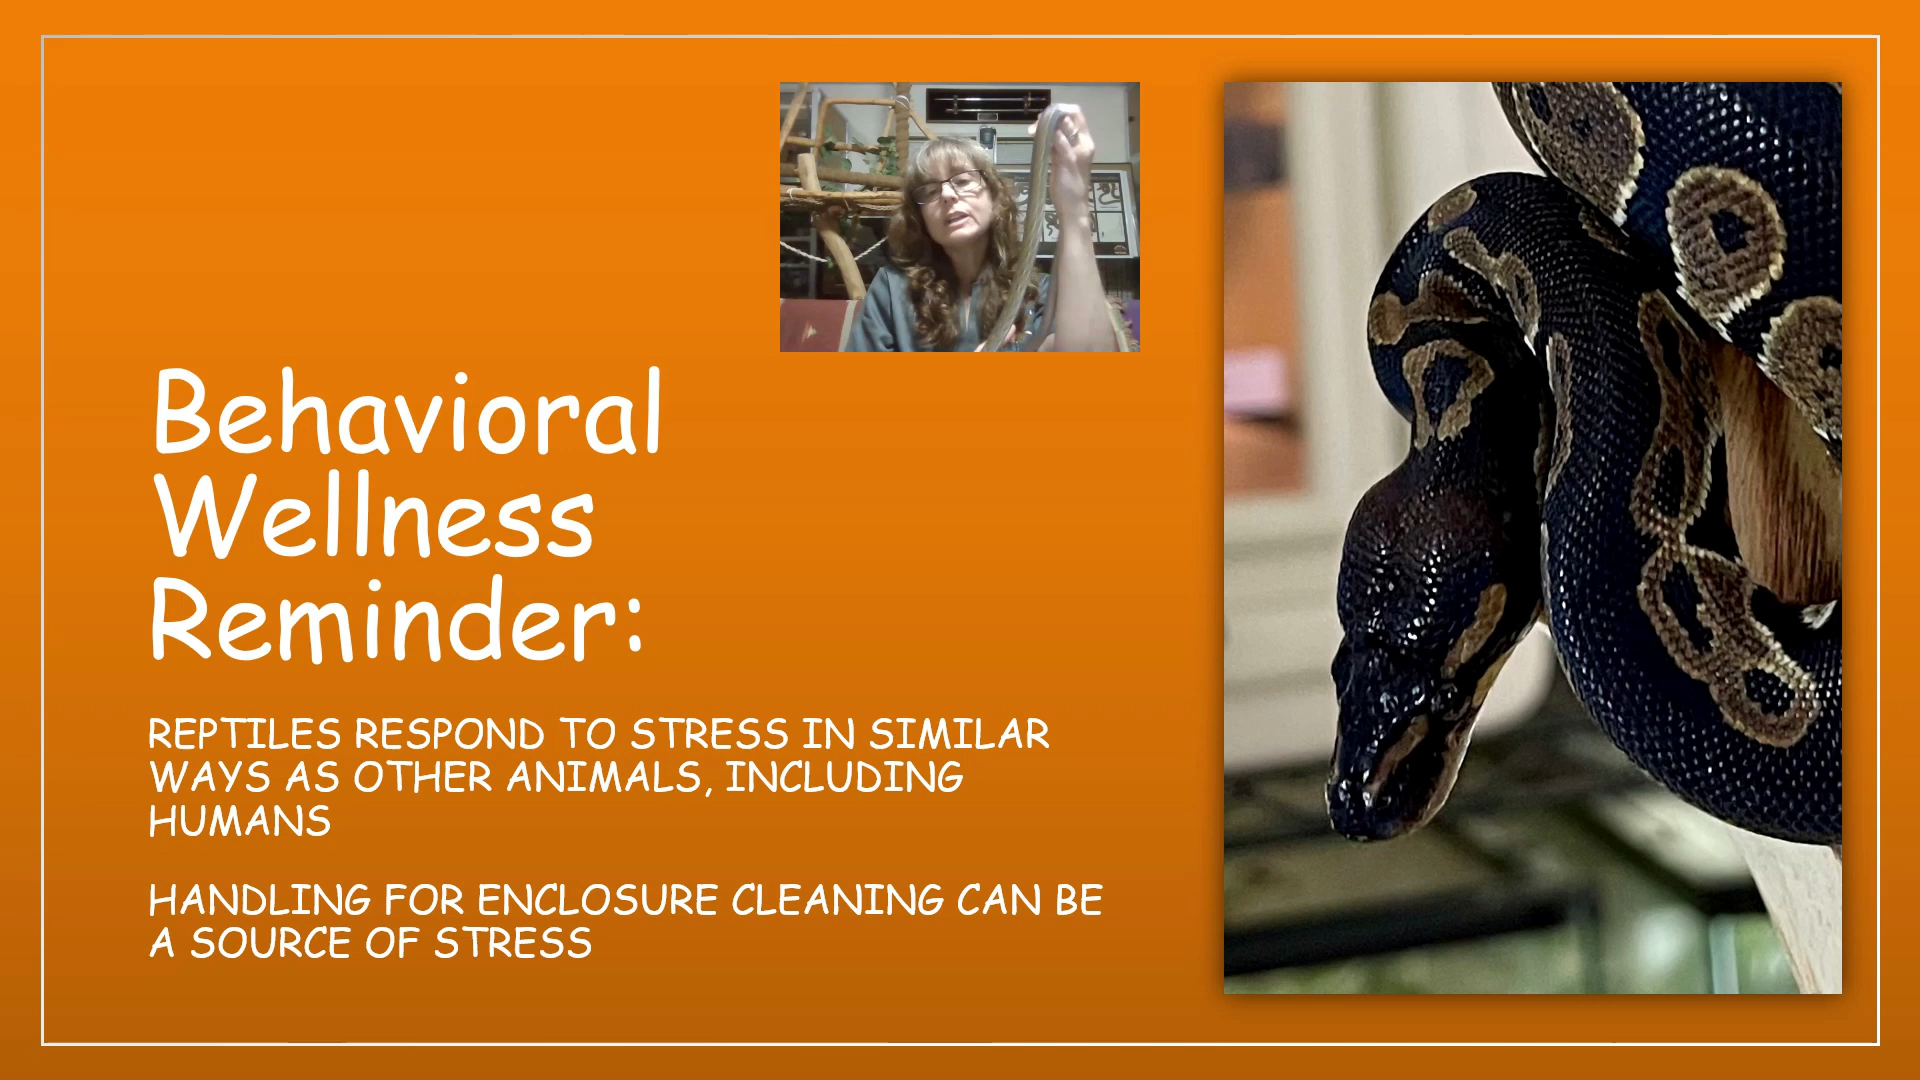 Behavioral
Wellness
Reminder:
REPTILES RESPOND TO STRESS IN SIMILAR
WAYS AS OTHER ANIMALS, INCLUDING
HUMANS
HANDLING FOR ENCLOSURE CLEANING CAN BE
A SOURCE OF STRESS